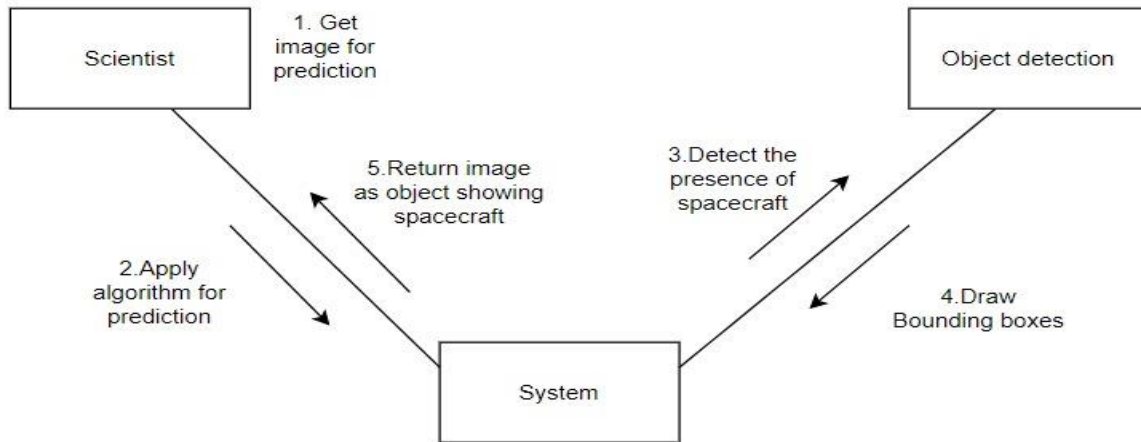 Scientist
1. Get
image for
prediction
Object detection
5.Return image
as object showing
spacecraft
3.Detect the
presence of
spacecraft
2.Apply
algorithm for
prediction
4.Draw
Bounding boxes
System